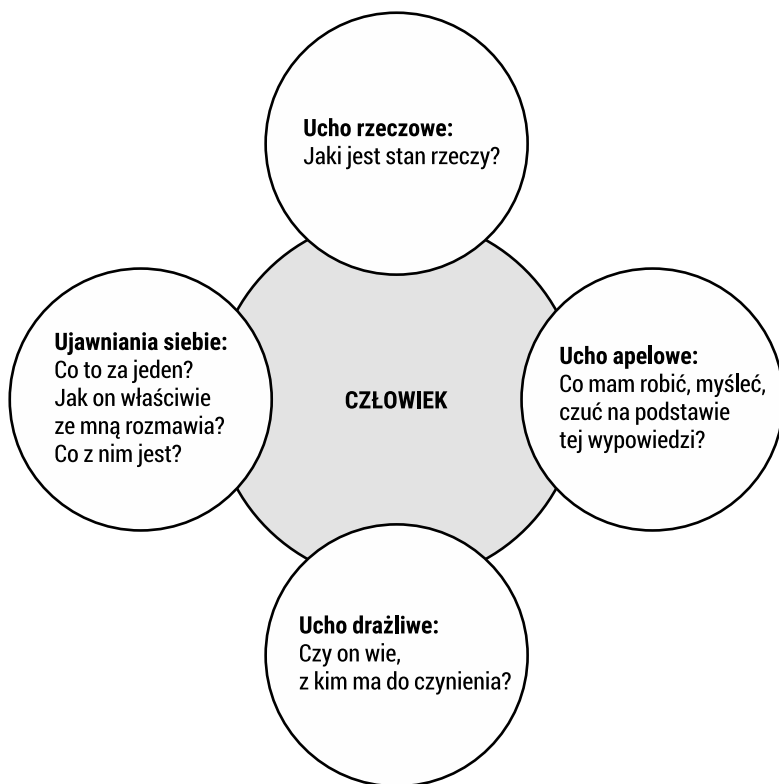 Ucho rzeczowe:
Jaki jest stan rzeczy?
Ujawniania siebie:
Co to za jeden?
Jak on właściwie
ze mną rozmawia?
Co z nim jest?
CZŁOWIEK
Ucho apelowe:
Co mam robić, myśleć,
czuć na podstawie
tej wypowiedzi?
Ucho drażliwe:
Czy on wie,
z kim ma do czynienia?